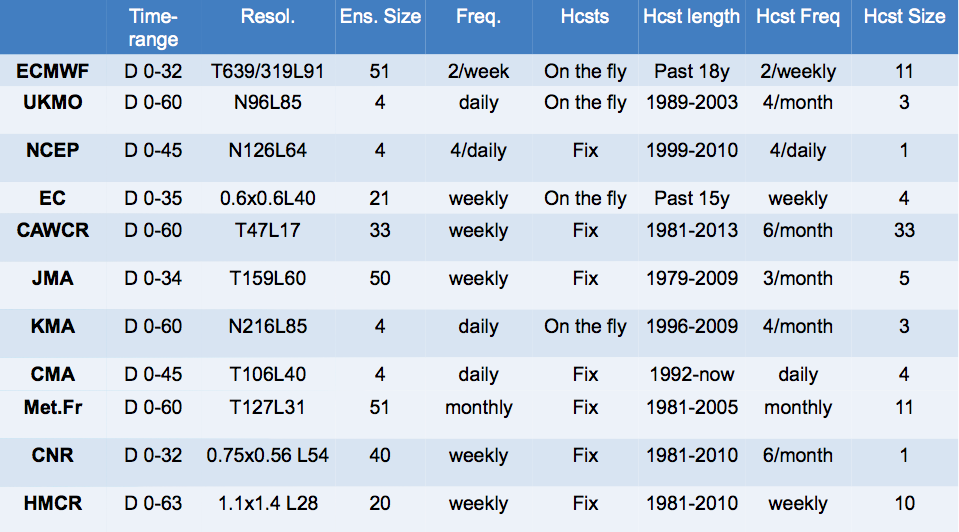 Time-range Resol. Ens. Size Freq. Hcsts Hcst length Hcst Freq Hcst Size
ECMWF D 0-32 T639/319L91 51 2/week On the fly Past 18y 2/weekly 11
UKMO D 0-60 N96L85 4 daily On the fly 1989-2003 4/month 3
NCEP D 0-45 N126L64 4 4/daily Fix 1999-2010 4/daily 1
EC D 0-35 0.6x0.6L40 21 weekly On the fly Past 15y weekly 4
CAWCR D 0-60 T47L17 33 weekly Fix 1981-2013 6/month 33
JMA D 0-34 T159L60 50 weekly Fix 1979-2009 3/month 5
KMA D 0-60 N216L85 4 daily On the fly 1996-2009 4/month 3
CMA D 0-45 T106L40 4 daily Fix 1992-now daily 4
Met.Fr D 0-60 T127L31 51 monthly Fix 1981-2005 monthly 11
CNR D 0-32 0.75x0.56 L54 40 weekly Fix 1981-2010 6/month 1
HMCR D 0-63 1.1x1.4 L28 20 weekly Fix 1981-2010 weekly 10